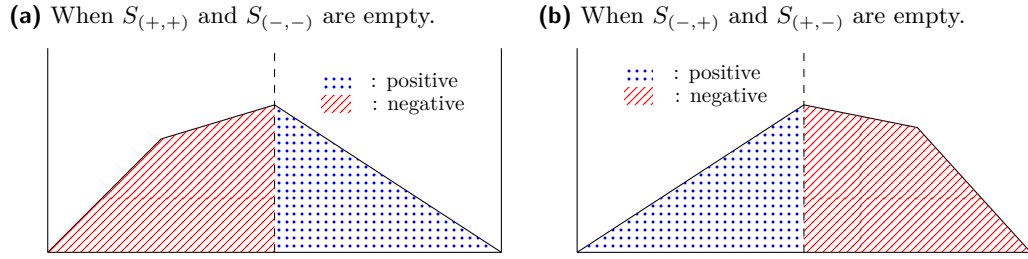 (a) When $S_{(+,+)}$ and $S_{(-,-)}$ are empty.
: positive
: negative
(b) When $S_{(-,+)}$ and $S_{(+,-)}$ are empty.
: positive
: negative